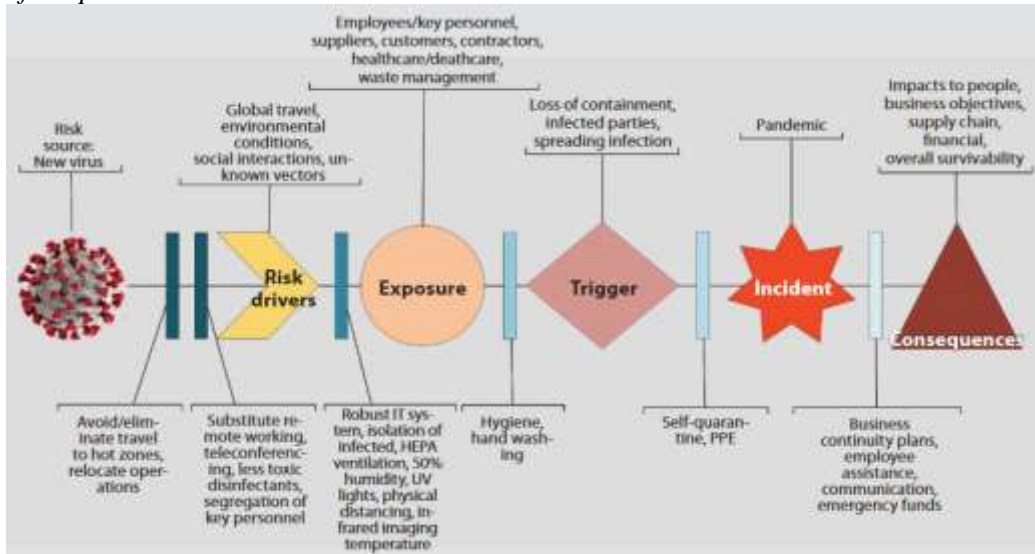 Employees/key personnel,
suppliers, customers, contractors,
healthcare/deathcare,
waste management
Impacts to people,
business objectives,
supply chain,
financial,
overall survivability
Global travel,
environmental
conditions,
social interactions, un-
known vectors
Loss of containment,
infected parties,
spreading infection
Risk
source:
New virus
Pandemic
Risk
drivers
Exposure
Trigger
Incident
Consequences
Avoid/elim-
inate travel
to hot zones,
relocate oper-
ations
Substitute re-
mote working,
teleconferenc-
ing, less toxic
disinfectants,
segregation of
key personnel
Robust IT sys-
tem, isolation of
infected, HEPA
ventilation, 50%
humidity, UV
lights, physical
distancing, in-
frared imaging
temperature
Hygiene,
hand wash-
ing
Self-quaran-
tine, PPE
Business
continuity plans,
employee
assistance,
communication,
emergency funds